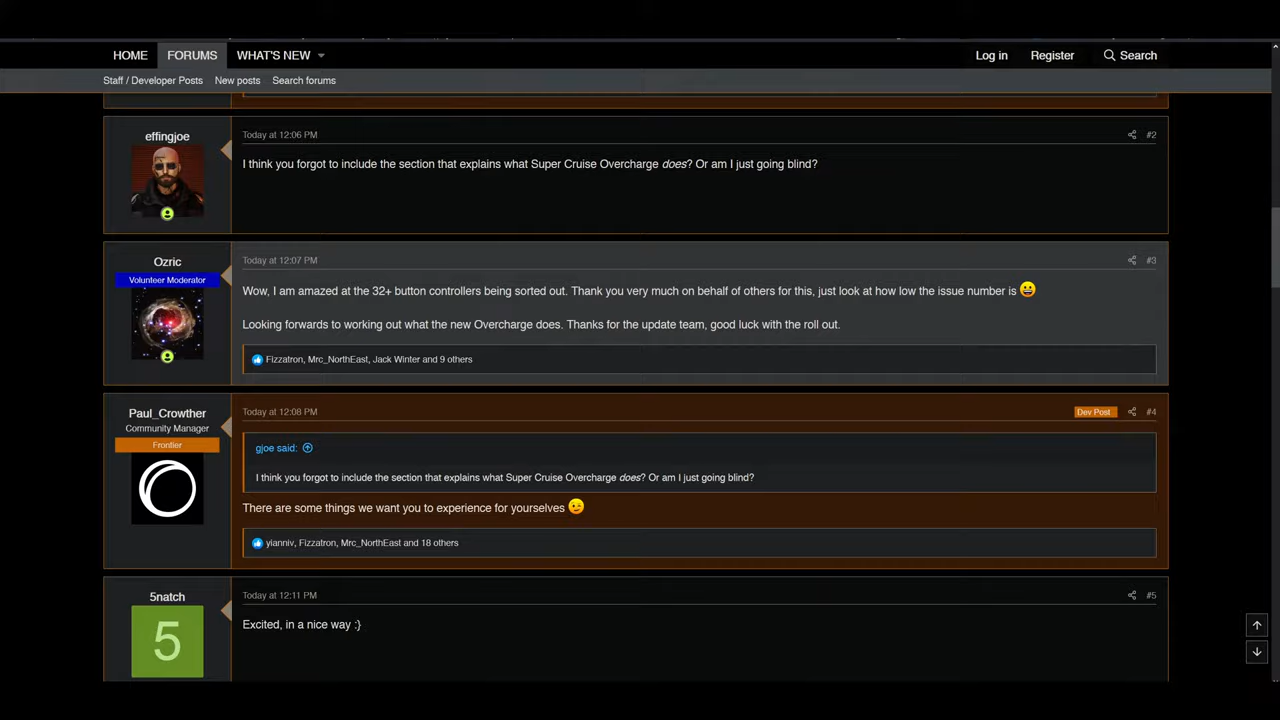 HOME FORUMS WHAT'S NEW Log in Register Search
Staff / Developer Posts New posts Search forums
effingjoe
Today at 12:06 PM #2
I think you forgot to include the section that explains what Super Cruise Overcharge does? Or am I just going blind?
Ozric
Volunteer Moderator
Today at 12:07 PM #3
Wow, I am amazed at the 32+ button controllers being sorted out. Thank you very much on behalf of others for this, just look at how low the issue number is 😀
Looking forwards to working out what the new Overcharge does. Thanks for the update team, good luck with the roll out.
Fizzatron, Mrc_NorthEast, Jack Winter and 9 others
Paul_Crowther
Community Manager
Frontier
Today at 12:08 PM Dev Post #4
gjoe said:
I think you forgot to include the section that explains what Super Cruise Overcharge does? Or am I just going blind?
There are some things we want you to experience for yourselves 😉
yianniv, Fizzatron, Mrc_NorthEast and 18 others
5natch
5
Today at 12:11 PM #5
Excited, in a nice way :}